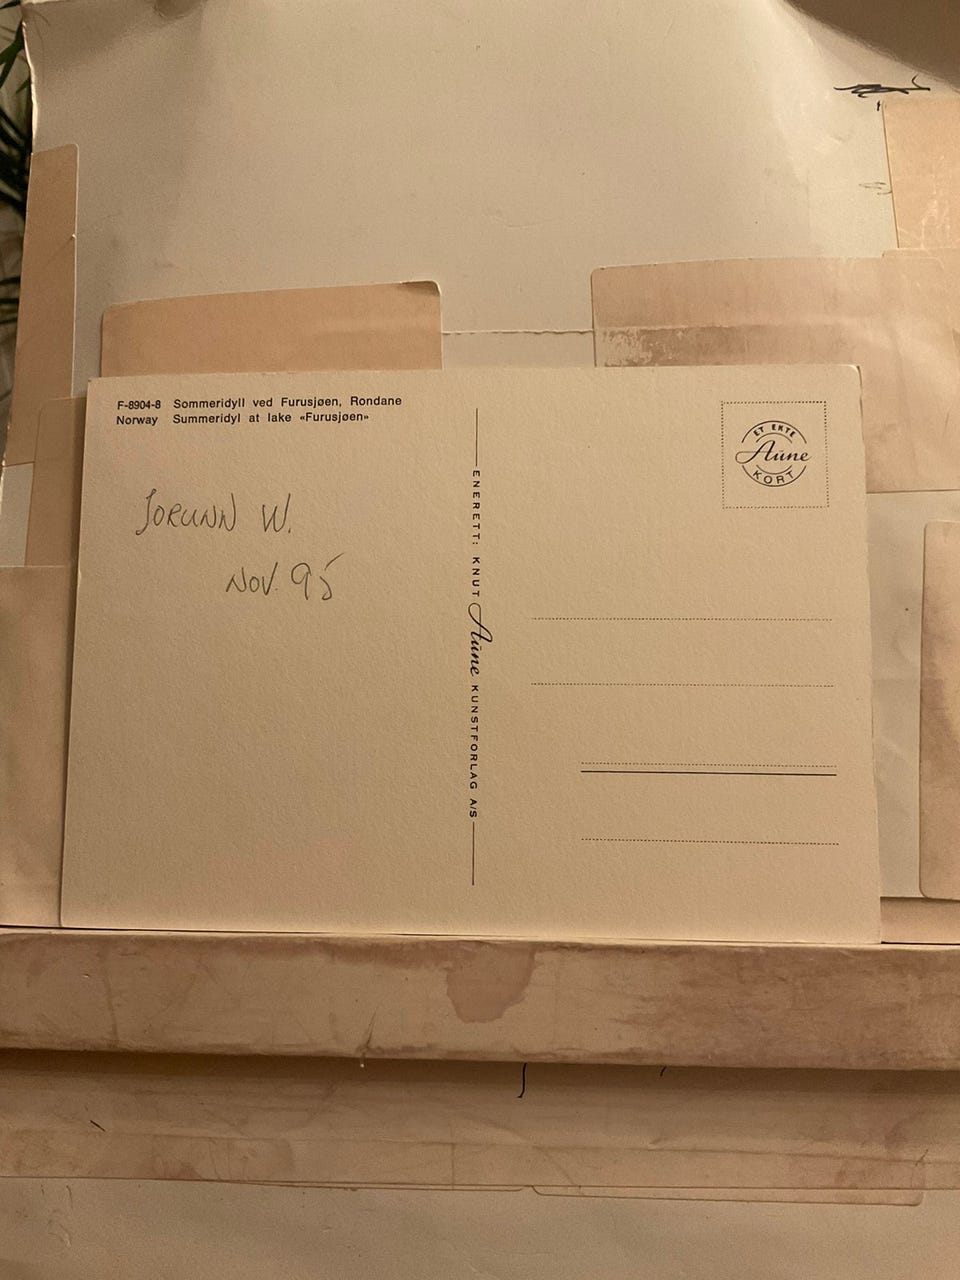 F-8904-8 Sommeridyll ved Furusjøen, Rondane
Norway Summeridyl at lake «Furusjøen»
JORUNN W.
NOV. 95
ENERETT: KNUT Aune KUNSTFORLAG A/S
ET EKTE
Aune
KORT